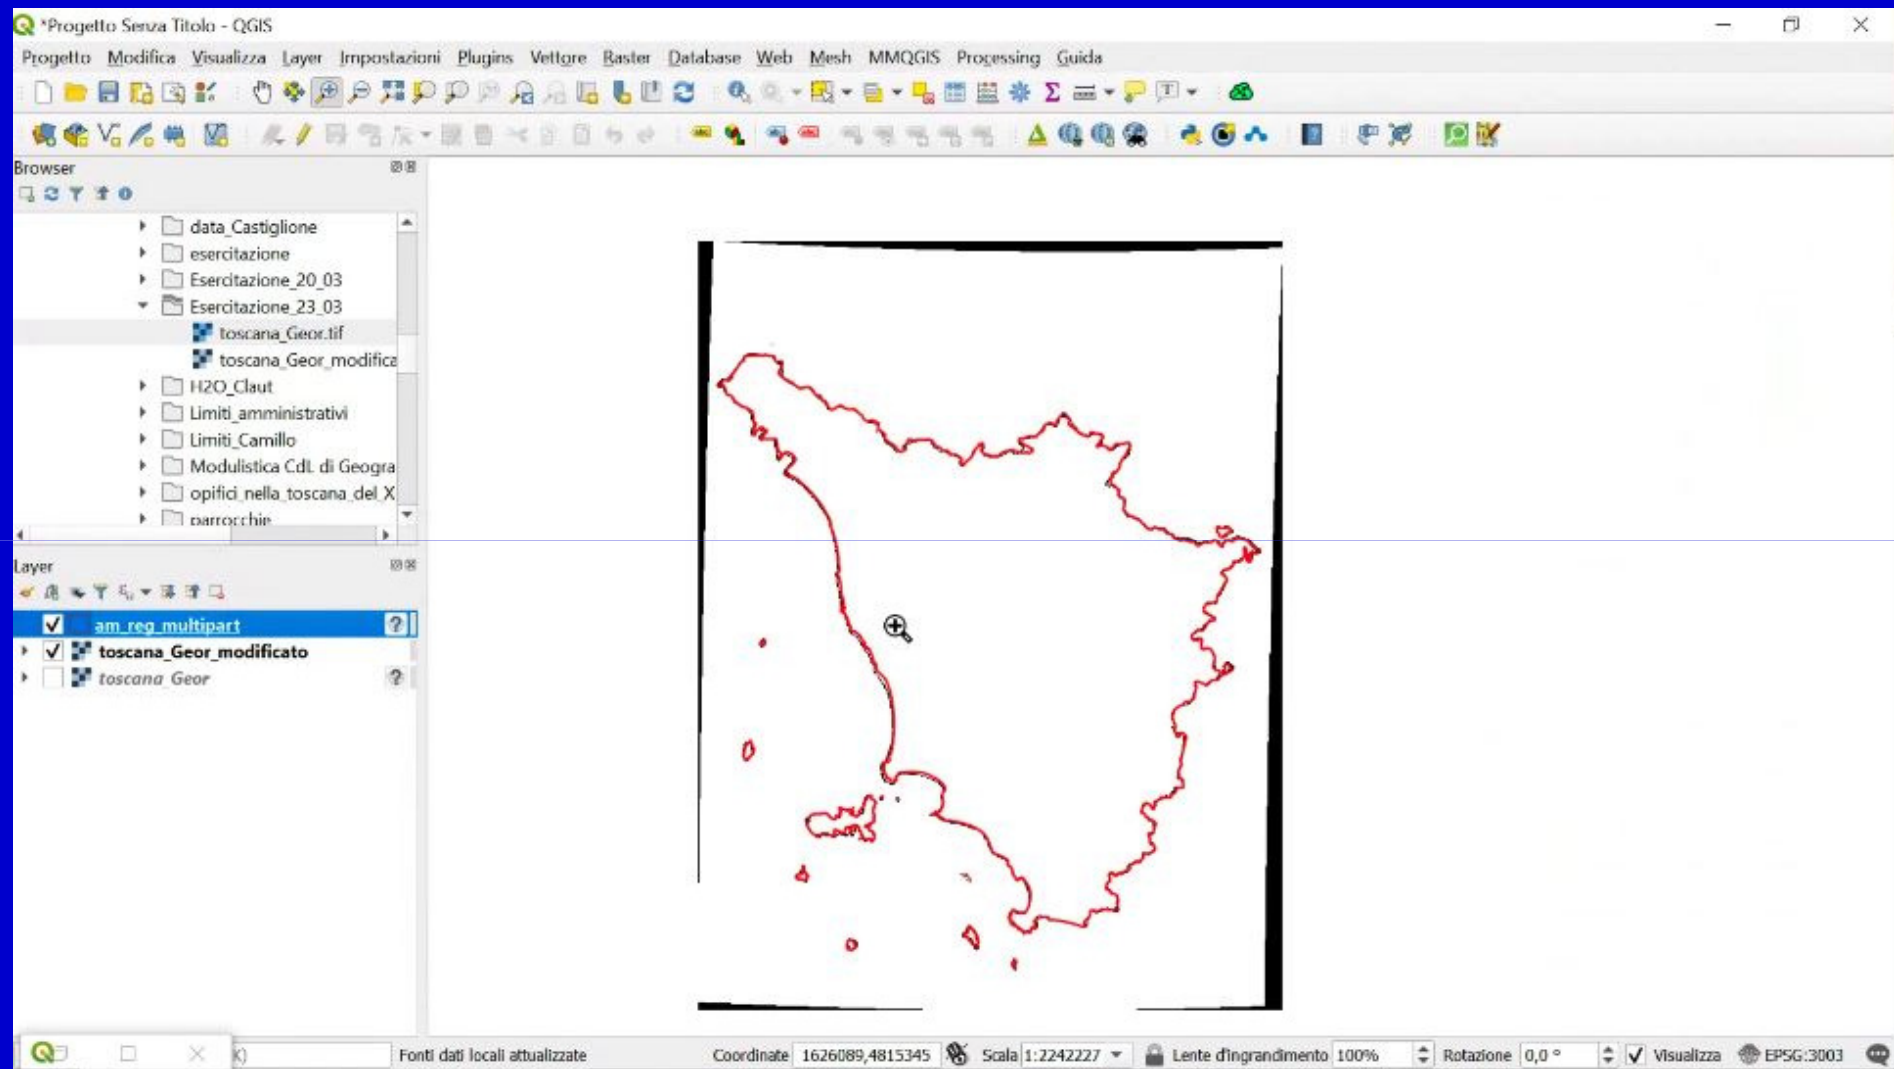 *Progetto Senza Titolo - QGIS
Progetto Modifica Visualizza Layer Impostazioni Plugins Vettore Raster Database Web Mesh MMQGIS Processing Guida
Browser
data_Castiglione
esercitazione
Esercitazione_20_03
Esercitazione_23_03
toscana_Geor.tif
toscana_Geor_modifica
H2O_Claut
Limiti_amministrativi
Limiti_Camillo
Modulistica CdL di Geogra
opifici_nella_toscana_del_X
parrocchie
Layer
am_reg_multipart ?
toscana_Geor_modificato
toscana_Geor ?
K) Fonti dati locali attualizzate Coordinate 1626089,4815345 Scala 1:2242227 Lente d'ingrandimento 100% Rotazione 0,0 ° Visualizza EPSG:3003